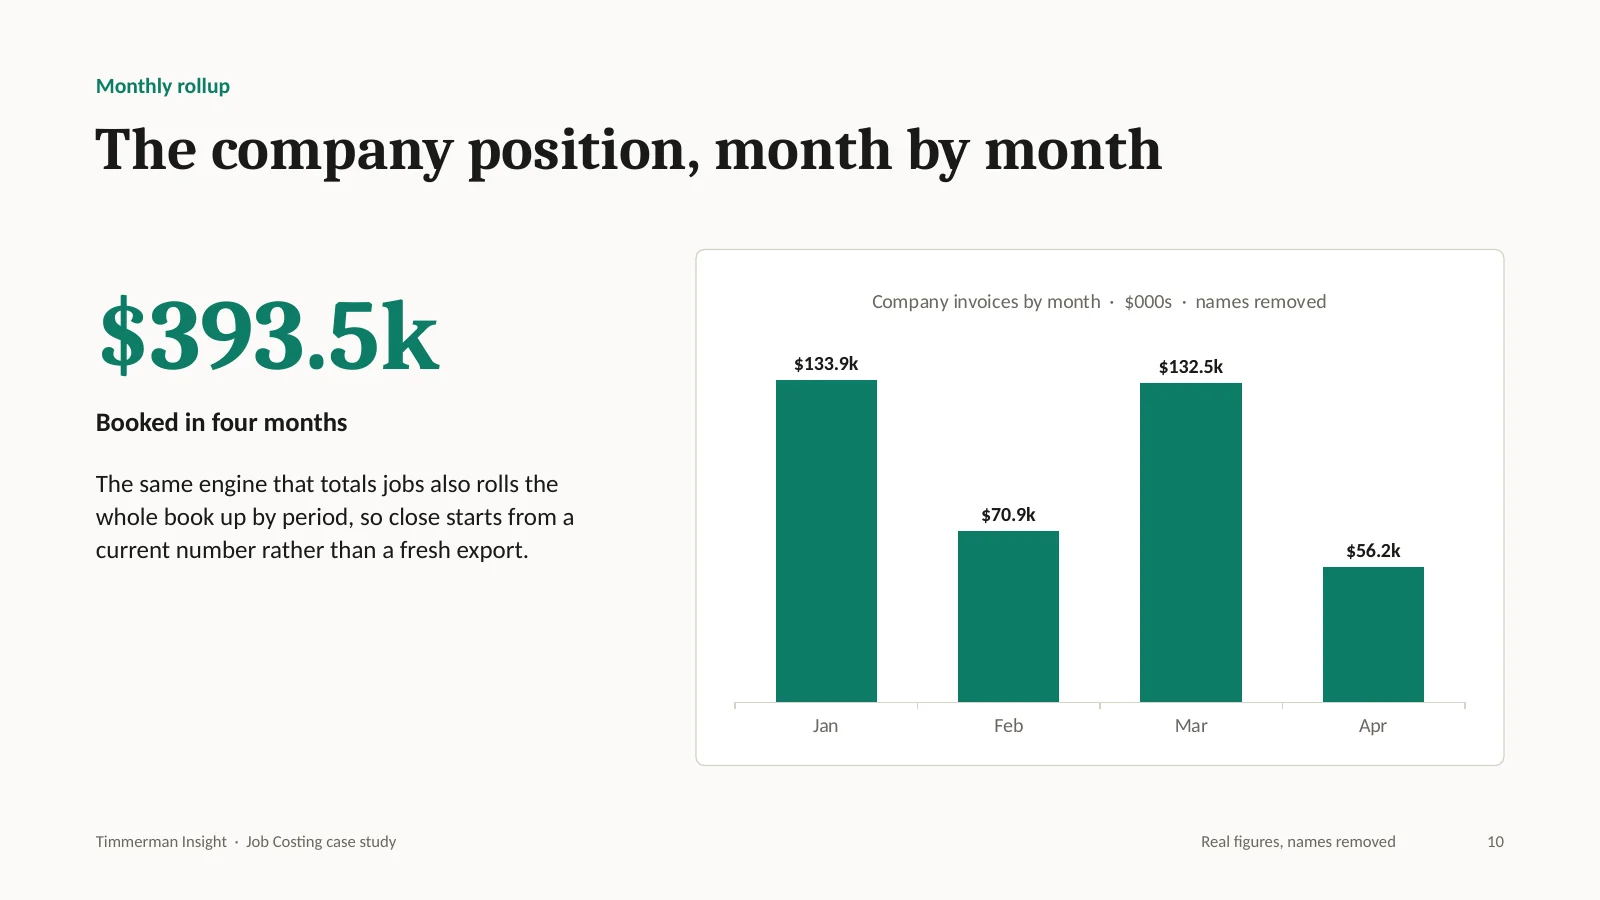 Monthly rollup
The company position, month by month
$393.5k
Booked in four months
The same engine that totals jobs also rolls the
whole book up by period, so close starts from a
current number rather than a fresh export.
Company invoices by month · $000s · names removed
$133.9k
$70.9k
$132.5k
$56.2k
Jan
Feb
Mar
Apr
Timmerman Insight · Job Costing case study
Real figures, names removed
10